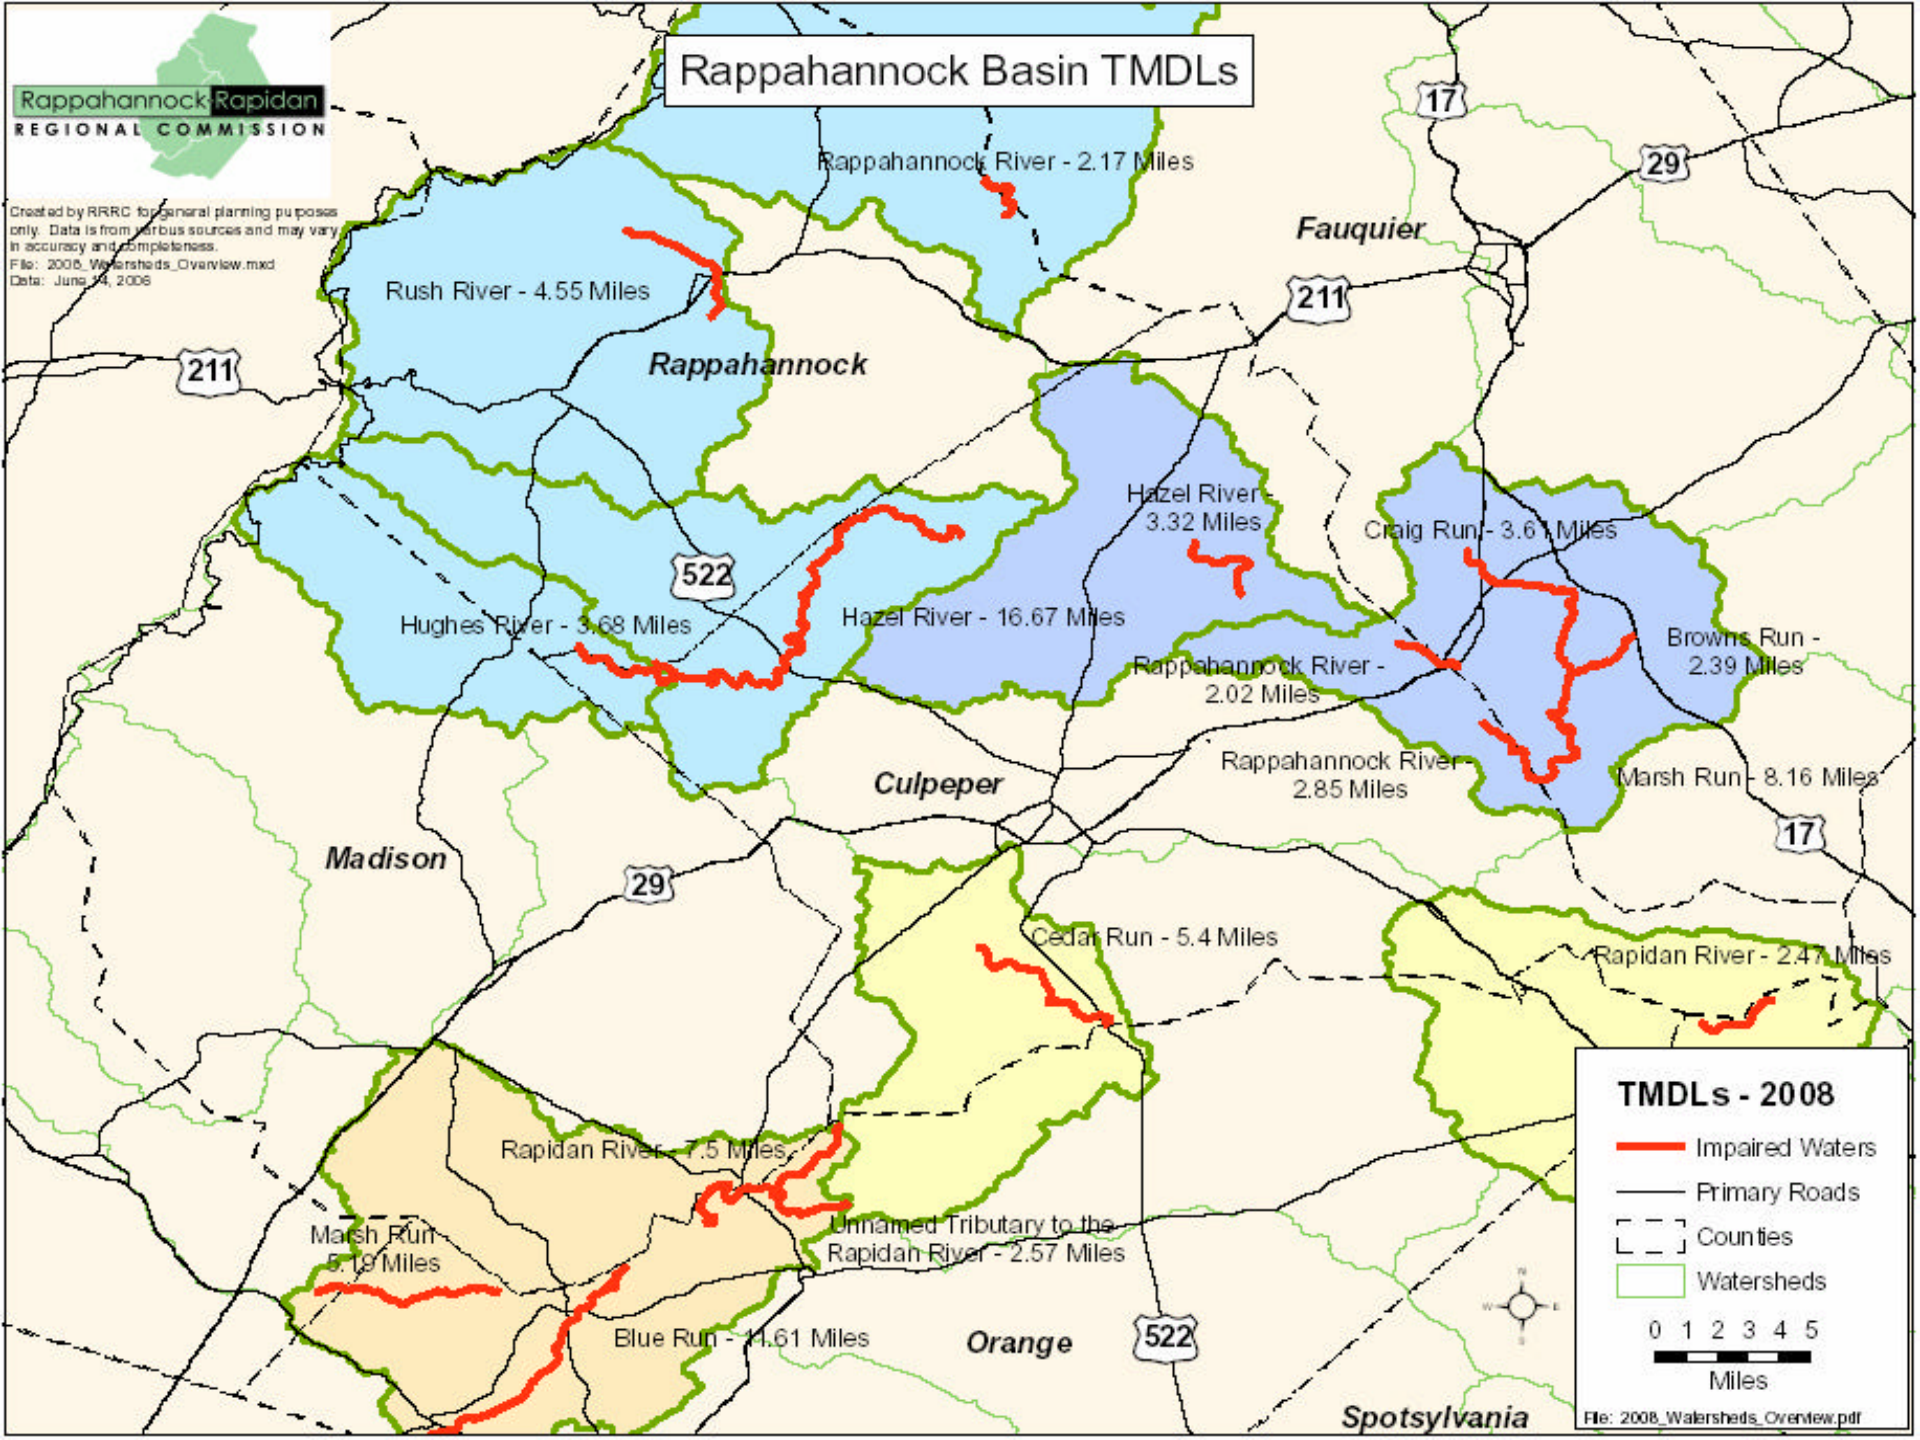 Rappahannock Basin TMDLs
Rappahannock-Rapidan
REGIONAL COMMISSION
Created by RRRC for general planning purposes
only. Data is from various sources and may vary
in accuracy and completeness.
File: 2008_Watersheds_Overview.mxd
Date: June 14, 2006
17
29
Rappahannock River - 2.17 Miles
Fauquier
211
Rush River - 4.55 Miles
Rappahannock
211
Hazel River -
3.32 Miles
Craig Run - 3.61 Miles
522
Hughes River - 3.68 Miles
Hazel River - 16.67 Miles
Browns Run -
2.39 Miles
Rappahannock River -
2.02 Miles
Rappahannock River -
2.85 Miles
Marsh Run - 8.16 Miles
Culpeper
17
Madison
29
Cedar Run - 5.4 Miles
Rapidan River - 2.47 Miles
Rapidan River - 7.5 Miles
Marsh Run
5.19 Miles
Unnamed Tributary to the
Rapidan River - 2.57 Miles
Blue Run - 11.61 Miles
Orange
522
Spotsylvania
N
W
E
S
TMDLs - 2008
Impaired Waters
Primary Roads
Counties
Watersheds
0 1 2 3 4 5
Miles
File: 2008_Watersheds_Overview.pdf